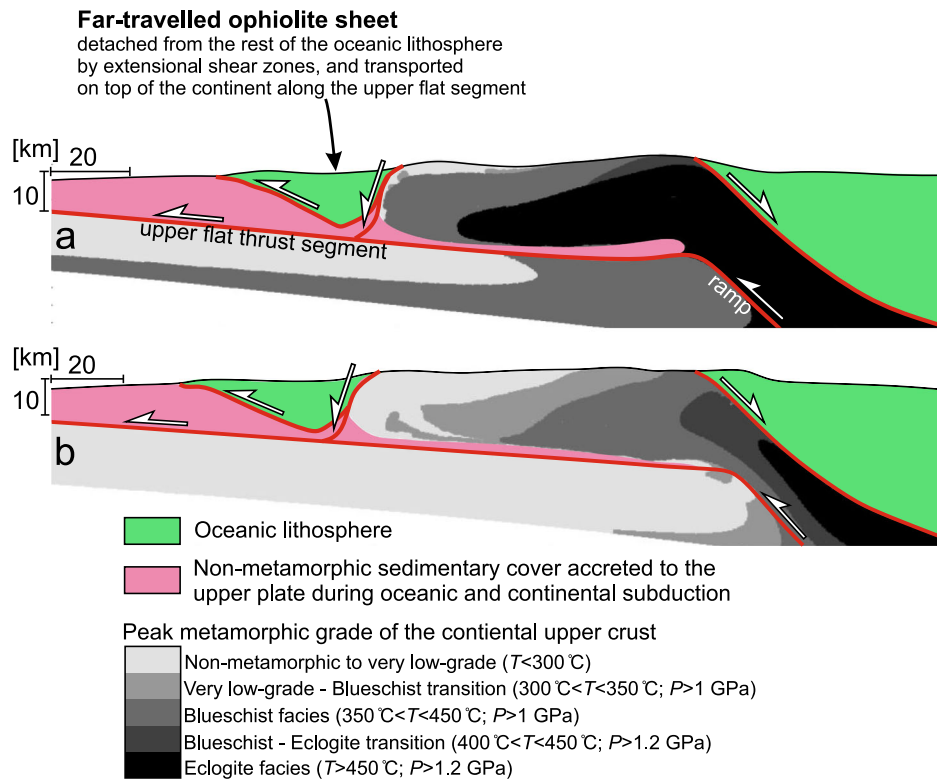 Far-travelled ophiolite sheet
detached from the rest of the oceanic lithosphere
by extensional shear zones, and transported
on top of the continent along the upper flat segment
[km]
20
10
a
upper flat thrust segment
ramp
[km]
20
10
b
Oceanic lithosphere
Non-metamorphic sedimentary cover accreted to the
upper plate during oceanic and continental subduction
Peak metamorphic grade of the contiental upper crust
Non-metamorphic to very low-grade (T<300℃)
Very low-grade - Blueschist transition (300℃<T<350℃; P>1 GPa)
Blueschist facies (350℃<T<450℃; P>1 GPa)
Blueschist - Eclogite transition (400℃<T<450℃; P>1.2 GPa)
Eclogite facies (T>450℃; P>1.2 GPa)